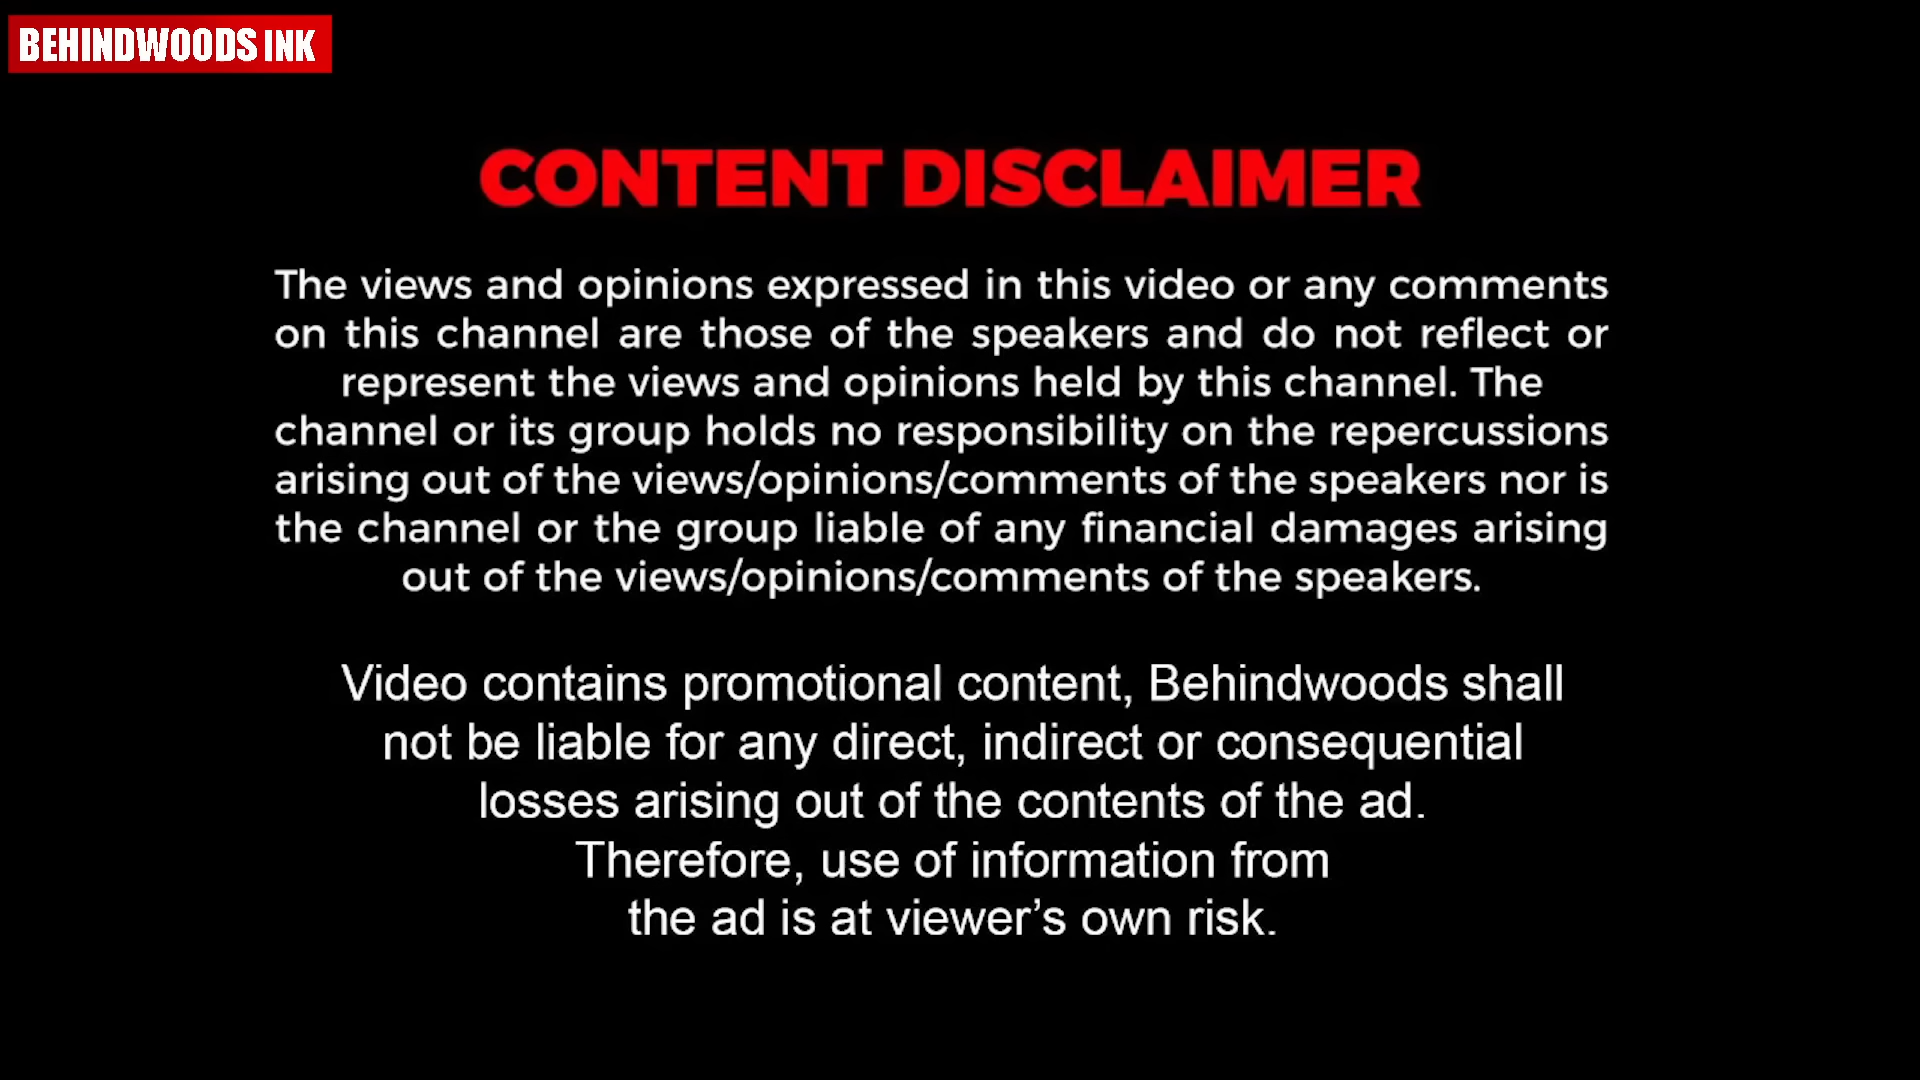 BEHINDWOODS INK
CONTENT DISCLAIMER
The views and opinions expressed in this video or any comments
on this channel are those of the speakers and do not reflect or
represent the views and opinions held by this channel. The
channel or its group holds no responsibility on the repercussions
arising out of the views/opinions/comments of the speakers nor is
the channel or the group liable of any financial damages arising
out of the views/opinions/comments of the speakers.
Video contains promotional content, Behindwoods shall
not be liable for any direct, indirect or consequential
losses arising out of the contents of the ad.
Therefore, use of information from
the ad is at viewer’s own risk.